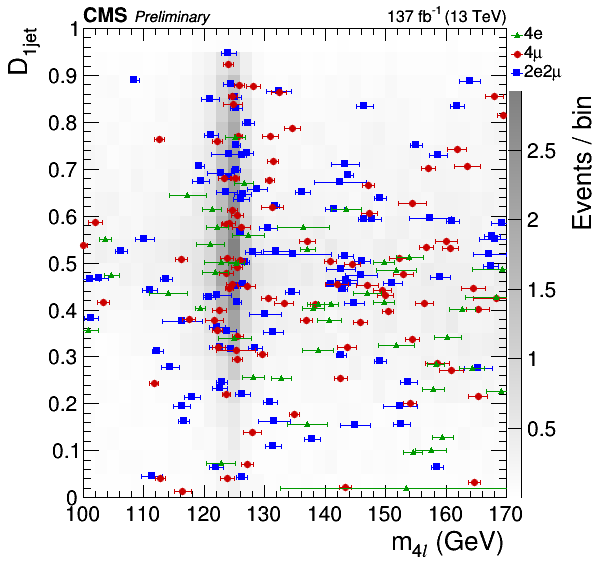 CMS Preliminary 137 fb⁻¹ (13 TeV)
4e
4μ
2e2μ
D1jet
1
0.9
0.8
0.7
0.6
0.5
0.4
0.3
0.2
0.1
0
100 110 120 130 140 150 160 170
m4l (GeV)
2.5
2
1.5
1
0.5
Events / bin